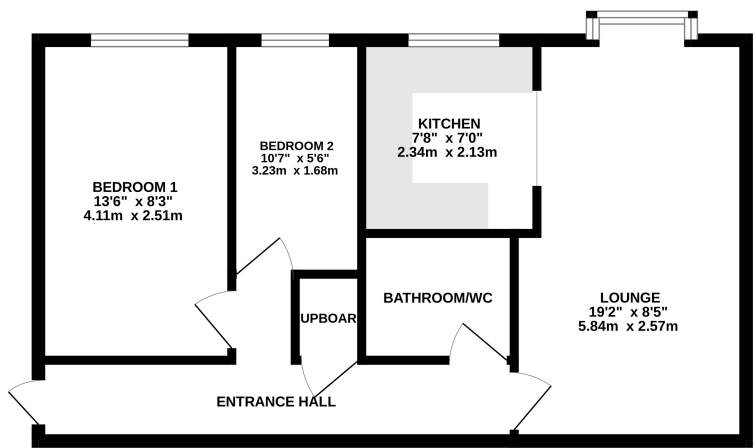 BEDROOM 1
13'6" x 8'3"
4.11m x 2.51m
BEDROOM 2
10'7" x 5'6"
3.23m x 1.68m
KITCHEN
7'8" x 7'0"
2.34m x 2.13m
BATHROOM/WC
UPBOAR
LOUNGE
19'2" x 8'5"
5.84m x 2.57m
ENTRANCE HALL